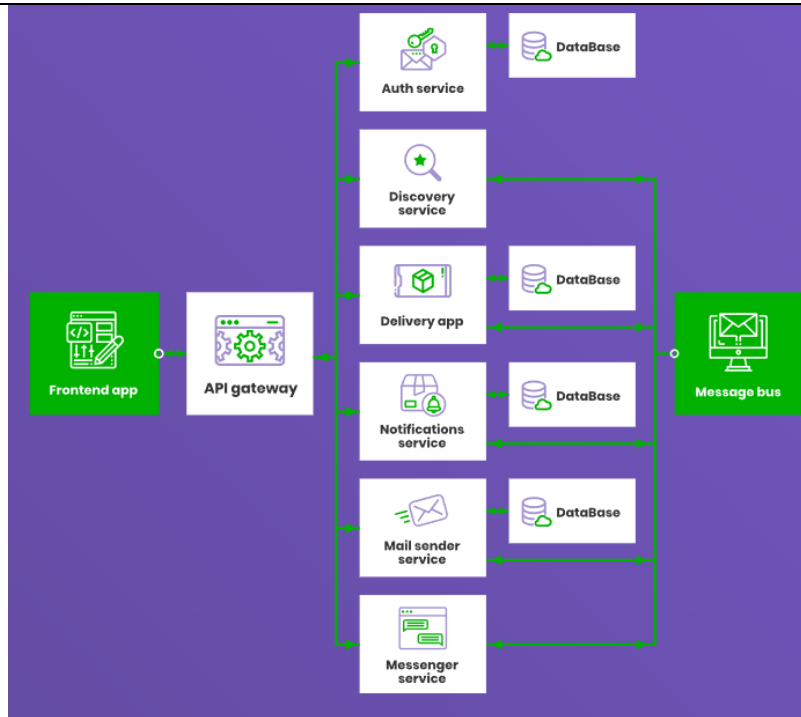 Auth service
DataBase
Discovery
service
Delivery app
DataBase
Frontend app
API gateway
Notifications
service
DataBase
Message bus
Mail sender
service
DataBase
Messenger
service